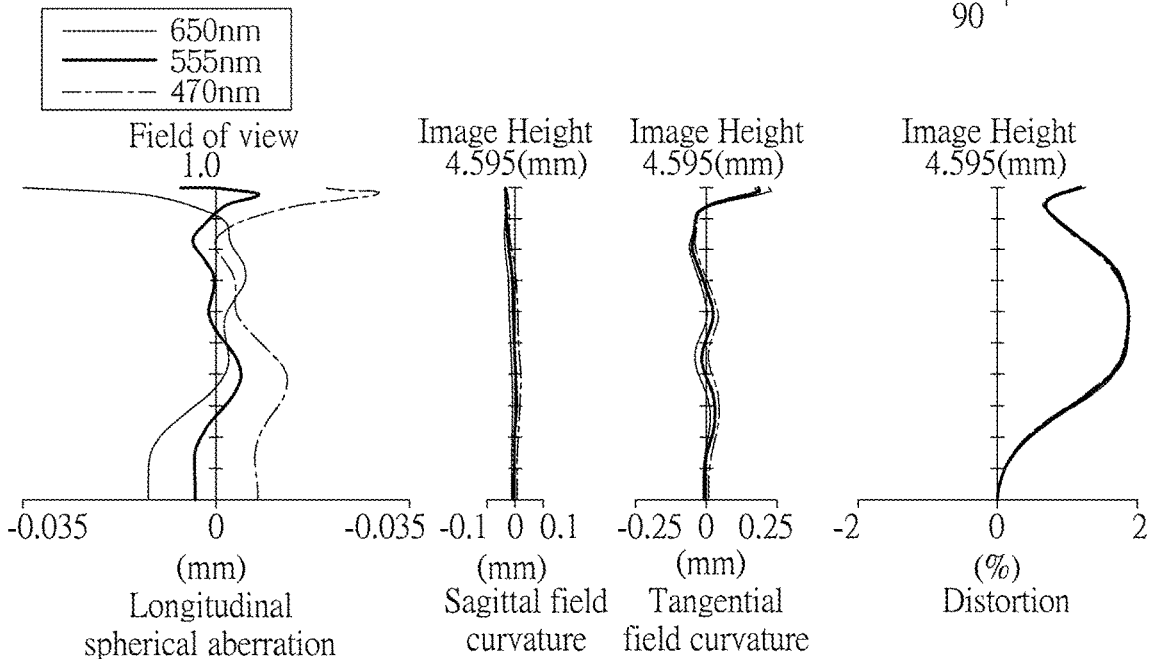 90
650nm
555nm
470nm
Field of view
1.0
Image Height
4.595(mm)
Image Height
4.595(mm)
Image Height
4.595(mm)
-0.035 0 -0.035
-0.1 0 0.1
-0.25 0 0.25
-2 0 2
(mm)
(mm)
(mm)
(%)
Longitudinal
spherical aberration
Sagittal field
curvature
Tangential
field curvature
Distortion